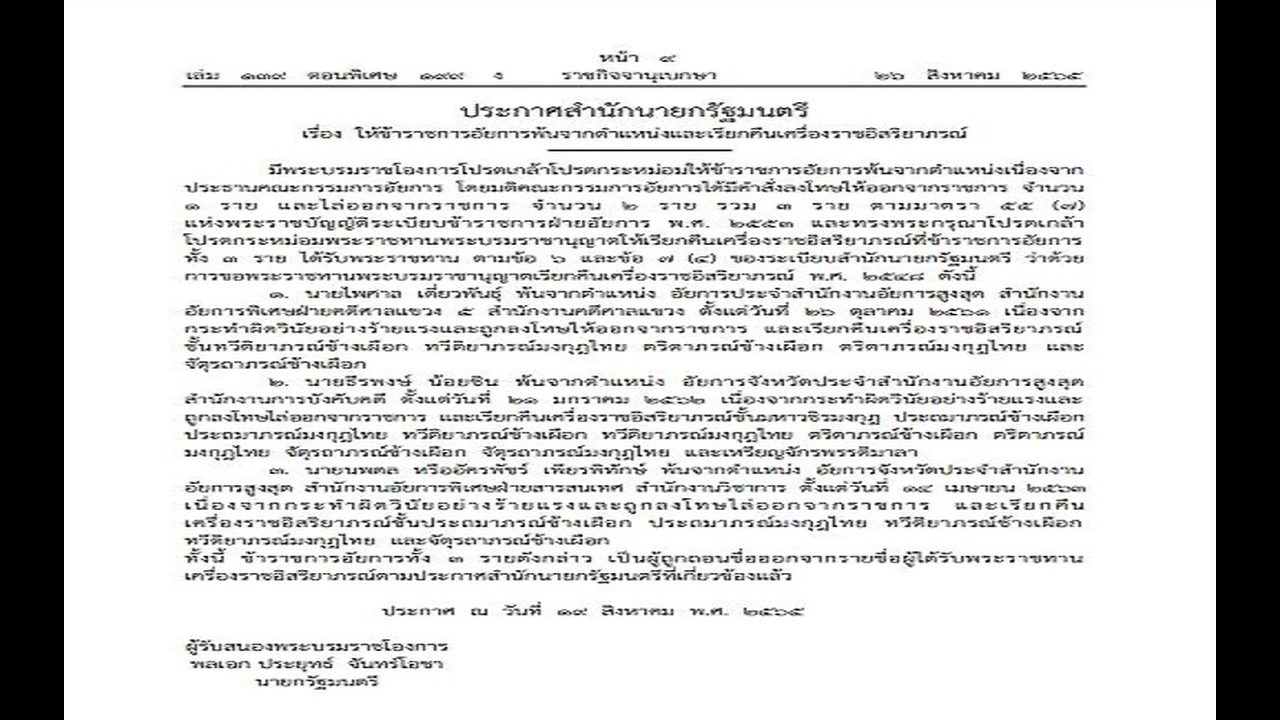 หน้า ๙
เล่ม ๑๓๙ ตอนพิเศษ ๑๙๙ ง ราชกิจจานุเบกษา ๒๖ สิงหาคม ๒๕๖๕
ประกาศสำนักนายกรัฐมนตรี
เรื่อง ให้ข้าราชการอัยการพ้นจากตำแหน่งและเรียกคืนเครื่องราชอิสริยาภรณ์
มีพระบรมราชโองการโปรดเกล้าโปรดกระหม่อมให้ข้าราชการอัยการพ้นจากตำแหน่งเนื่องจาก
ประธานคณะกรรมการอัยการ โดยมติคณะกรรมการอัยการได้มีคำสั่งลงโทษให้ออกจากราชการ จำนวน
๑ ราย และไล่ออกจากราชการ จำนวน ๒ ราย รวม ๓ ราย ตามมาตรา ๕๕ (๗)
แห่งพระราชบัญญัติระเบียบข้าราชการฝ่ายอัยการ พ.ศ. ๒๕๕๓ และทรงพระกรุณาโปรดเกล้า
โปรดกระหม่อมพระราชทานพระบรมราชานุญาตให้เรียกคืนเครื่องราชอิสริยาภรณ์ที่ข้าราชการอัยการ
ทั้ง ๓ ราย ได้รับพระราชทาน ตามข้อ ๖ และข้อ ๗ (๔) ของระเบียบสำนักนายกรัฐมนตรี ว่าด้วย
การขอพระราชทานพระบรมราชานุญาตเรียกคืนเครื่องราชอิสริยาภรณ์ พ.ศ. ๒๕๔๘ ดังนี้
๑. นายไพศาล เตี่ยวพันธุ์ พ้นจากตำแหน่ง อัยการประจำสำนักงานอัยการสูงสุด สำนักงาน
อัยการพิเศษฝ่ายคดีศาลแขวง ๕ สำนักงานคดีศาลแขวง ตั้งแต่วันที่ ๒๖ ตุลาคม ๒๕๖๑ เนื่องจาก
กระทำผิดวินัยอย่างร้ายแรงและถูกลงโทษให้ออกจากราชการ และเรียกคืนเครื่องราชอิสริยาภรณ์
ชั้นทวีติยาภรณ์ช้างเผือก ทวีติยาภรณ์มงกุฎไทย ตริตาภรณ์ช้างเผือก ตริตาภรณ์มงกุฎไทย และ
จัตุรถาภรณ์ช้างเผือก
๒. นายธีรพงษ์ น้อยชิน พ้นจากตำแหน่ง อัยการจังหวัดประจำสำนักงานอัยการสูงสุด
สำนักงานการบังคับคดี ตั้งแต่วันที่ ๒๑ มกราคม ๒๕๖๒ เนื่องจากกระทำผิดวินัยอย่างร้ายแรงและ
ถูกลงโทษไล่ออกจากราชการ และเรียกคืนเครื่องราชอิสริยาภรณ์ชั้นมหาวชิรมงกุฎ ประถมาภรณ์ช้างเผือก
ประถมาภรณ์มงกุฎไทย ทวีติยาภรณ์ช้างเผือก ทวีติยาภรณ์มงกุฎไทย ตริตาภรณ์ช้างเผือก ตริตาภรณ์
มงกุฎไทย จัตุรถาภรณ์ช้างเผือก จัตุรถาภรณ์มงกุฎไทย และเหรียญจักรพรรดิมาลา
๓. นายนพดล หรืออัครพัชร์ เพียรพิทักษ์ พ้นจากตำแหน่ง อัยการจังหวัดประจำสำนักงาน
อัยการสูงสุด สำนักงานอัยการพิเศษฝ่ายสารสนเทศ สำนักงานวิชาการ ตั้งแต่วันที่ ๑๔ เมษายน ๒๕๖๓
เนื่องจากกระทำผิดวินัยอย่างร้ายแรงและถูกลงโทษไล่ออกจากราชการ และเรียกคืน
เครื่องราชอิสริยาภรณ์ชั้นประถมาภรณ์ช้างเผือก ประถมาภรณ์มงกุฎไทย ทวีติยาภรณ์ช้างเผือก
ทวีติยาภรณ์มงกุฎไทย และจัตุรถาภรณ์ช้างเผือก
ทั้งนี้ ข้าราชการอัยการทั้ง ๓ รายดังกล่าว เป็นผู้ถูกถอนชื่อออกจากรายชื่อผู้ได้รับพระราชทาน
เครื่องราชอิสริยาภรณ์ตามประกาศสำนักนายกรัฐมนตรีที่เกี่ยวข้องแล้ว
ประกาศ ณ วันที่ ๑๙ สิงหาคม พ.ศ. ๒๕๖๕
ผู้รับสนองพระบรมราชโองการ
พลเอก ประยุทธ์ จันทร์โอชา
นายกรัฐมนตรี